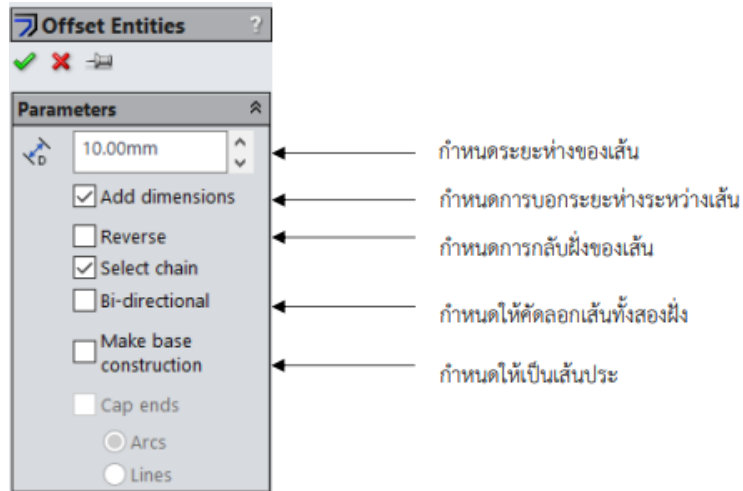 Offset Entities ?
Parameters
D
10.00mm
กำหนดระยะห่างของเส้น
Add dimensions
กำหนดการบอกระยะห่างระหว่างเส้น
Reverse
กำหนดการกลับฝั่งของเส้น
Select chain
Bi-directional
กำหนดให้คัดลอกเส้นทั้งสองฝั่ง
Make base
construction
กำหนดให้เป็นเส้นประ
Cap ends
Arcs
Lines